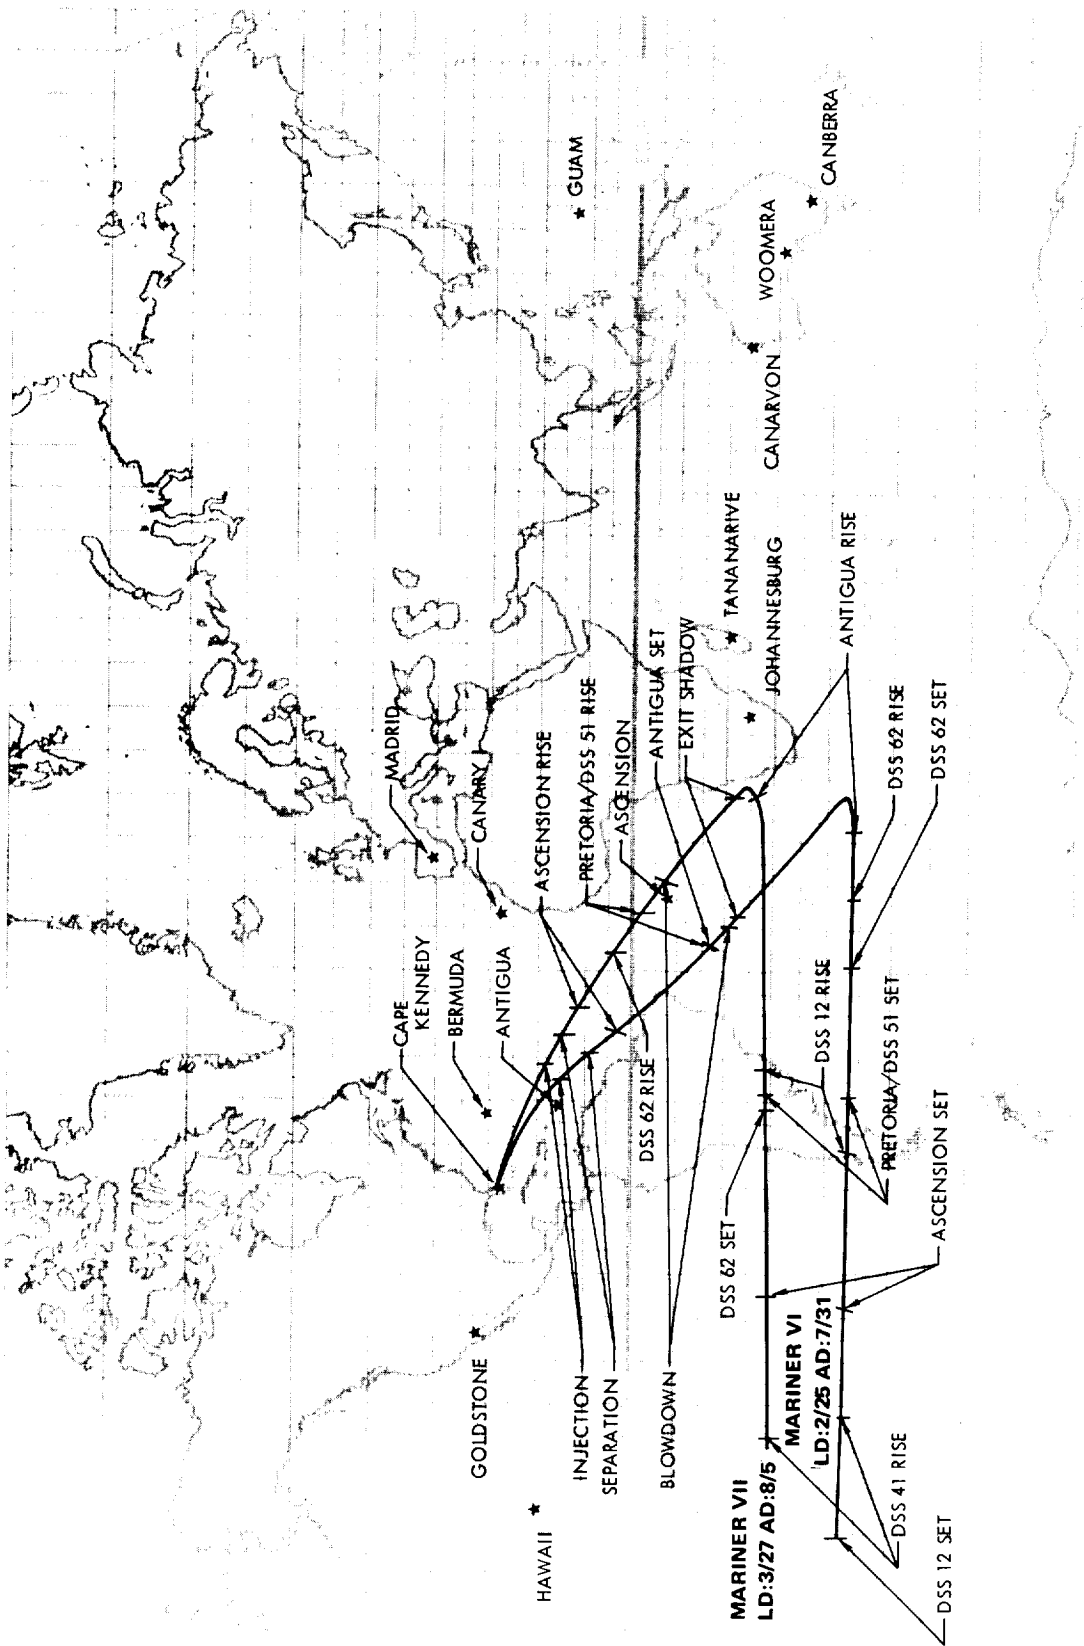 GUAM
CANBERRA
WOOMERA
CANARVON
TANANARIVE
JOHANNESBURG
MADRID
CANARY I
ASCENSION RISE
PRETORIA/DSS 51 RISE
ASCENSION
ANTIGUA SET
EXIT SHADOW
ANTIGUA RISE
DSS 62 RISE
DSS 62 SET
CAPE
KENNEDY
BERMUDA
ANTIGUA
DSS 62 RISE
DSS 12 RISE
PRETORIA/DSS 51 SET
ASCENSION SET
DSS 62 SET
GOLDSTONE
HAWAII
INJECTION
SEPARATION
BLOWDOWN
MARINER VII
LD:3/27 AD:8/5
MARINER VI
LD:2/25 AD:7/31
DSS 41 RISE
DSS 12 SET